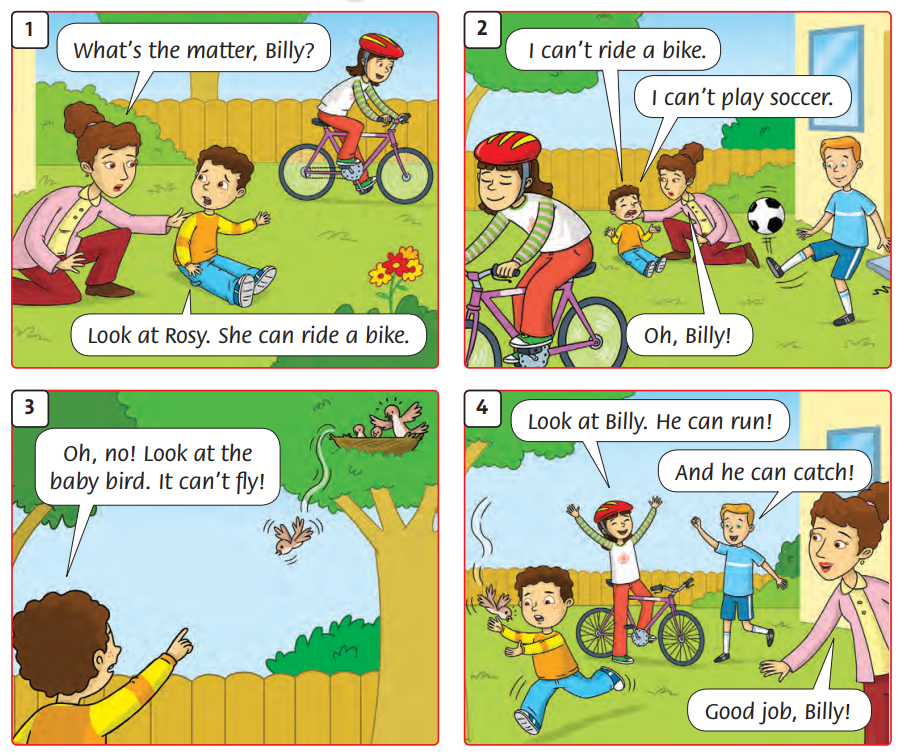 1
What's the matter, Billy?
Look at Rosy. She can ride a bike.
2
I can't ride a bike.
I can't play soccer.
Oh, Billy!
3
Oh, no! Look at the
baby bird. It can't fly!
4
Look at Billy. He can run!
And he can catch!
Good job, Billy!